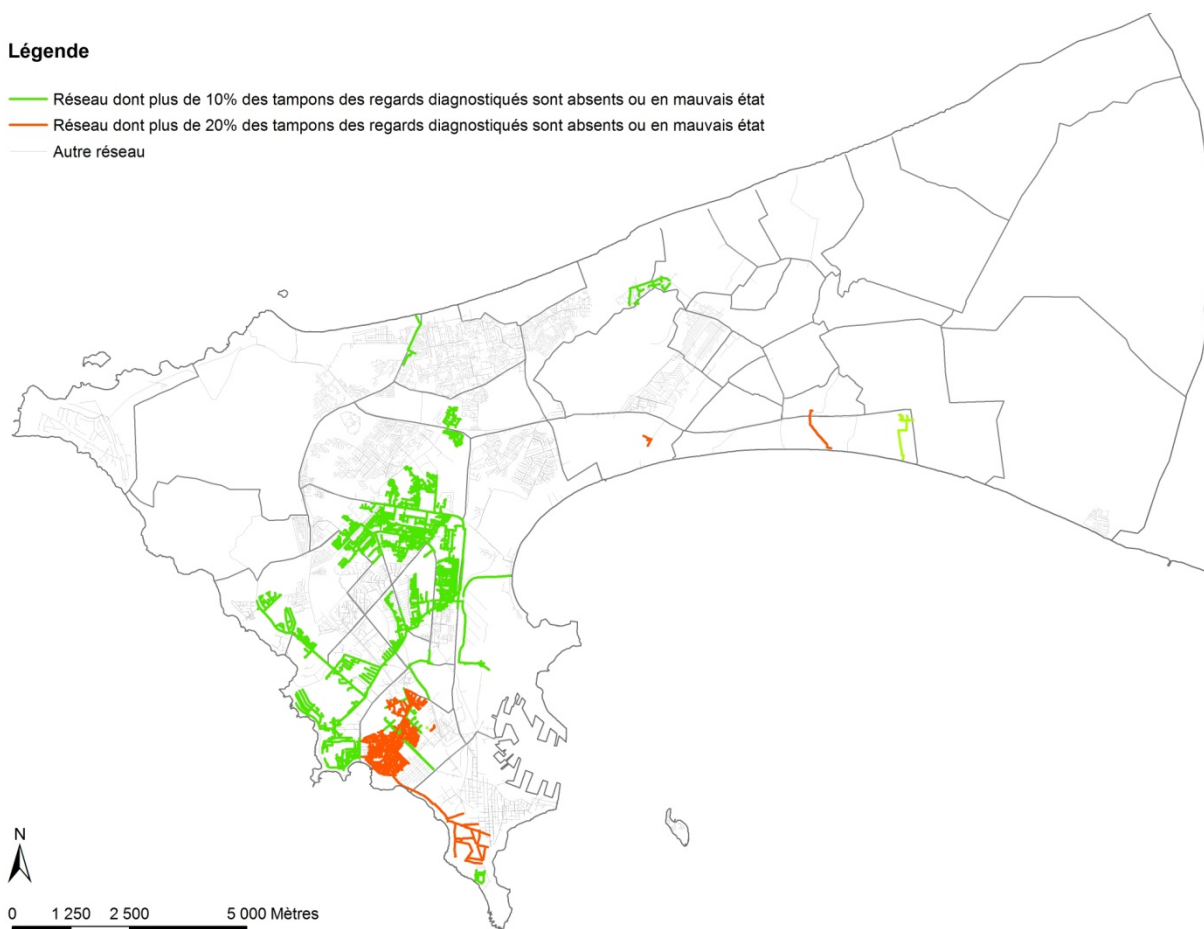 Légende
Réseau dont plus de 10% des tampons des regards diagnostiqués sont absents ou en mauvais état
Réseau dont plus de 20% des tampons des regards diagnostiqués sont absents ou en mauvais état
Autre réseau
N
0 1 250 2 500 5 000 Mètres